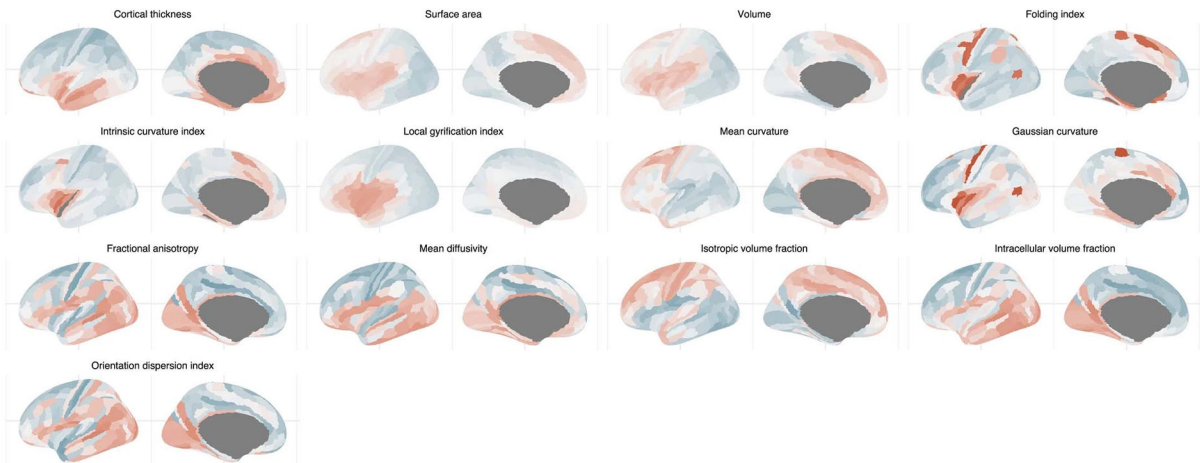 Cortical thickness
Surface area
Volume
Folding index
Intrinsic curvature index
Local gyrification index
Mean curvature
Gaussian curvature
Fractional anisotropy
Mean diffusivity
Isotropic volume fraction
Intracellular volume fraction
Orientation dispersion index